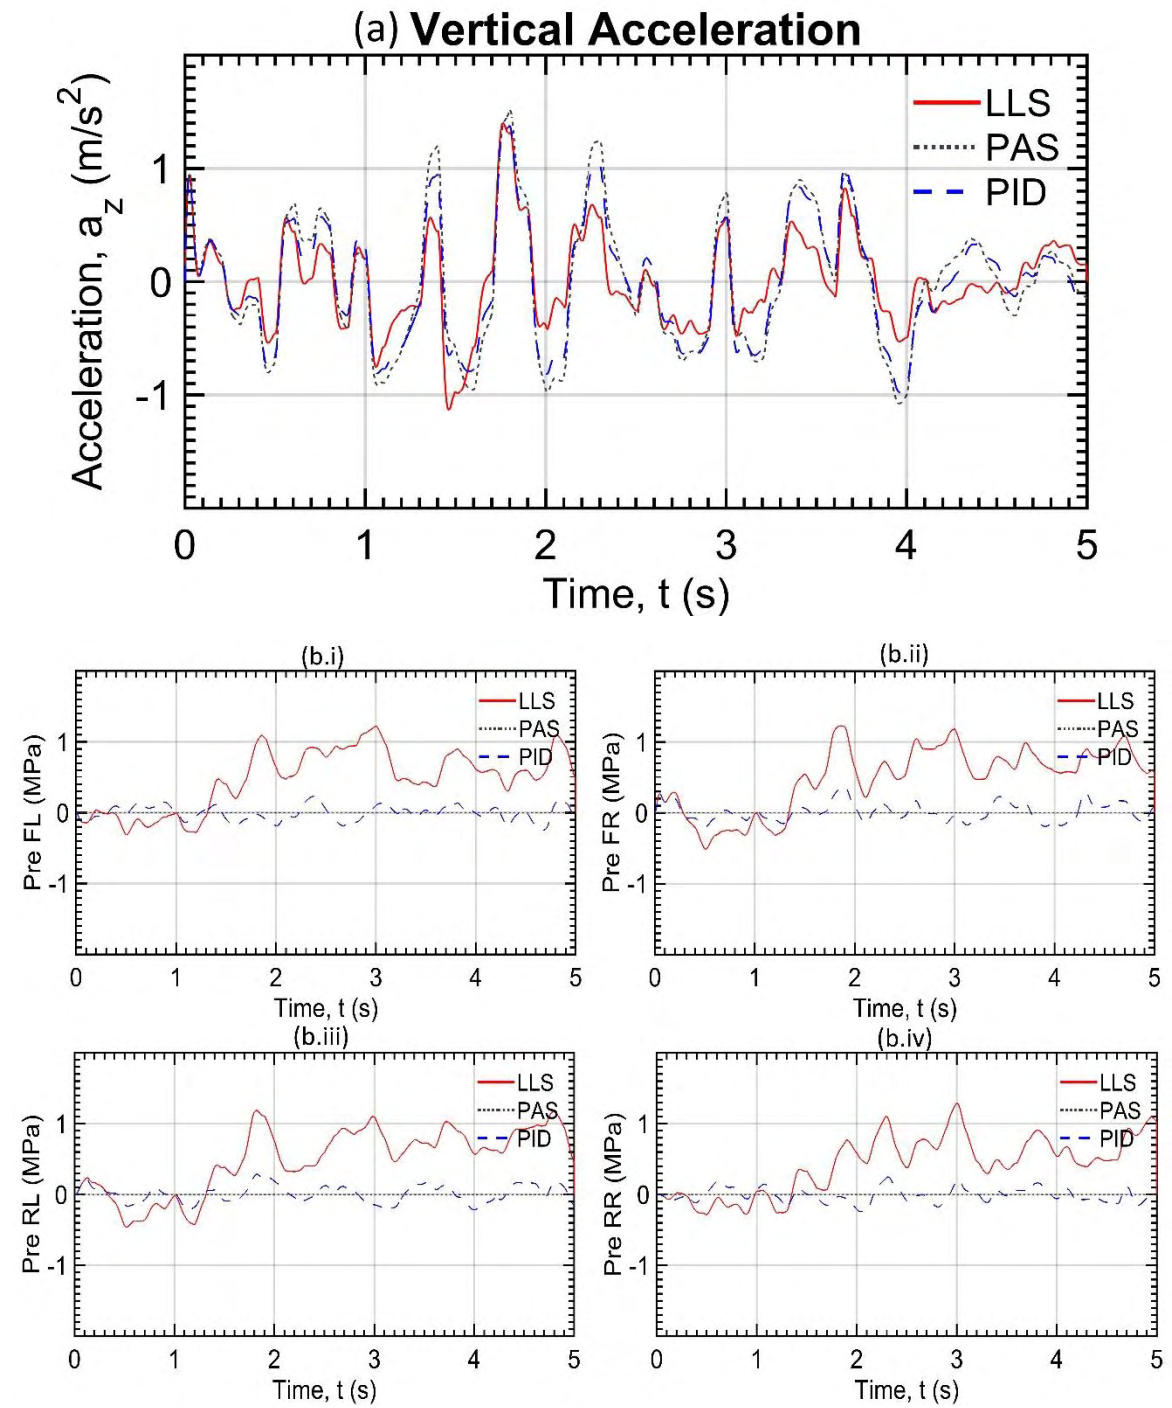 (a) Vertical Acceleration
Acceleration, a_z (m/s²)
1
0
-1
LLS
PAS
PID
0 1 2 3 4 5
Time, t (s)
(b.i)
Pre FL (MPa)
1
0
-1
LLS
PAS
PID
0 1 2 3 4 5
Time, t (s)
(b.ii)
Pre FR (MPa)
1
0
-1
LLS
PAS
PID
0 1 2 3 4 5
Time, t (s)
(b.iii)
Pre RL (MPa)
1
0
-1
LLS
PAS
PID
0 1 2 3 4 5
Time, t (s)
(b.iv)
Pre RR (MPa)
1
0
-1
LLS
PAS
PID
0 1 2 3 4 5
Time, t (s)